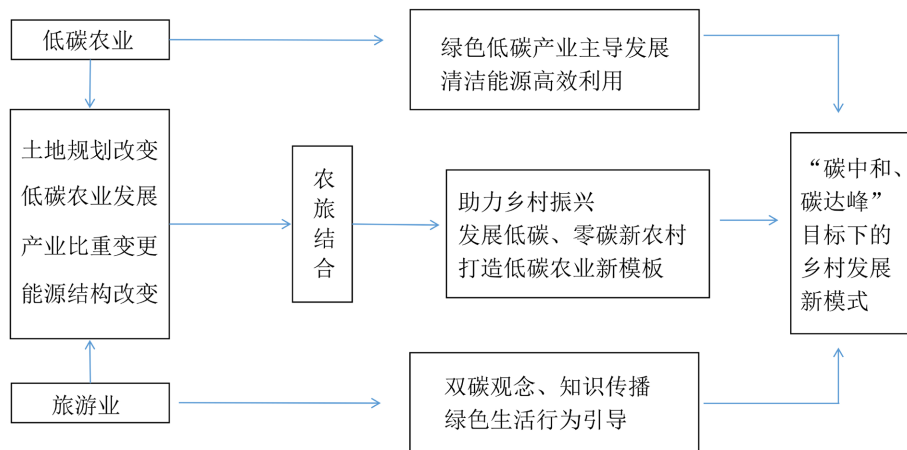 低碳农业
绿色低碳产业主导发展
清洁能源高效利用
土地规划改变
低碳农业发展
产业比重变更
能源结构改变
农旅结合
助力乡村振兴
发展低碳、零碳新农村
打造低碳农业新模板
“碳中和、
碳达峰”
目标下的
乡村发展
新模式
旅游业
双碳观念、知识传播
绿色生活行为引导